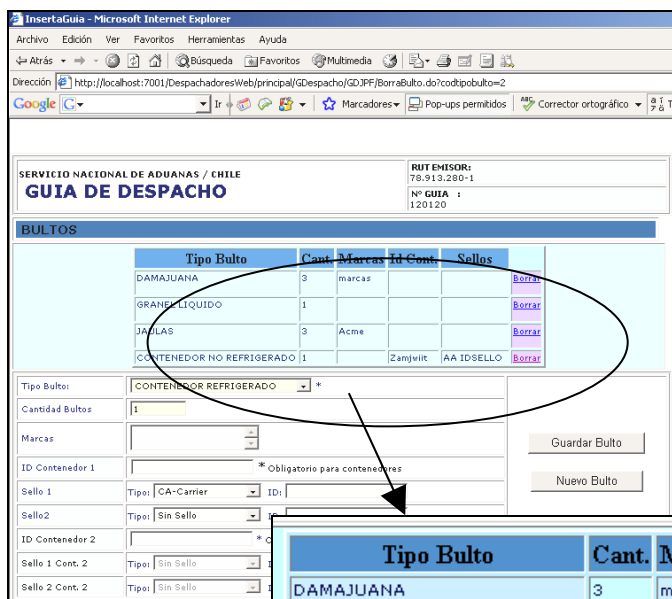 InsertaGuia - Microsoft Internet Explorer
Archivo Edición Ver Favoritos Herramientas Ayuda
Atrás Búsqueda Favoritos Multimedia
Dirección http://localhost:7001/DespachadoresWeb/principal/GDespacho/GDJPF/BorraBulto.do?codtipobulto=2
Google G Ir Marcadores Pop-ups permitidos ABC Corrector ortográfico
SERVICIO NACIONAL DE ADUANAS / CHILE
GUIA DE DESPACHO
RUT EMISOR:
78.913.280-1
Nº GUIA :
120120
BULTOS
Tipo Bulto Cant. Marcas Id Cont. Sellos
DAMAJUANA 3 marcas Borrar
GRANEL LIQUIDO 1 Borrar
JAULAS 3 Acme Borrar
CONTENEDOR NO REFRIGERADO 1 Zamjwiit AA IDSELLO Borrar
Tipo Bulto: CONTENEDOR REFRIGERADO *
Cantidad Bultos 1
Marcas
Guardar Bulto
ID Contenedor 1 * Obligatorio para contenedores
Nuevo Bulto
Sello 1 Tipo: CA-Carrier ID:
Sello2 Tipo: Sin Sello
ID Contenedor 2 *
Sello 1 Cont. 2 Tipo: Sin Sello
Sello 2 Cont. 2 Tipo: Sin Sello
Tipo Bulto Cant. M
DAMAJUANA 3 m